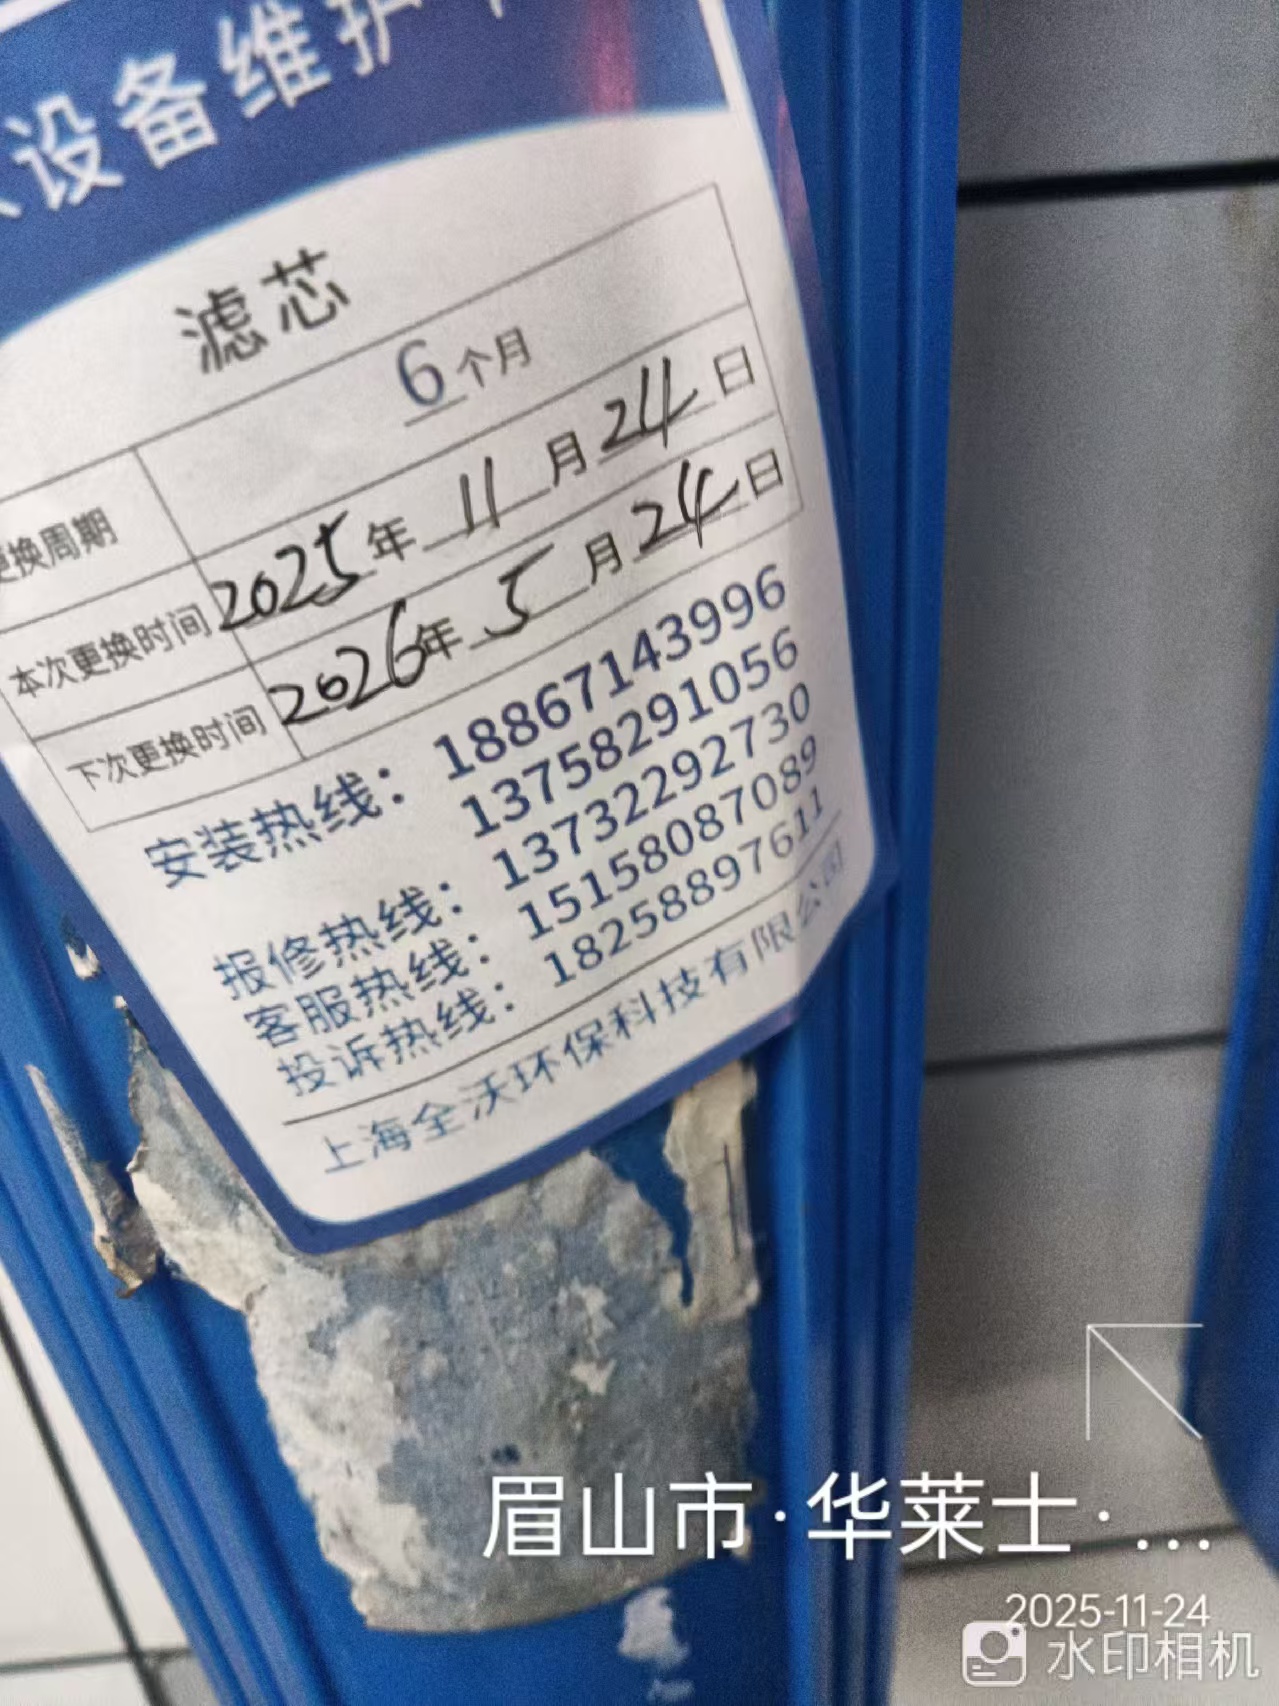 设备维护
滤芯
更换周期 6个月
本次更换时间 2025年11月24日
下次更换时间 2026年5月24日
安装热线：18867143996
13758291056
报修热线：13732292730
客服热线：15158087089
投诉热线：18258897611
上海全沃环保科技有限公司
眉山市·华莱士·...
2025-11-24
水印相机